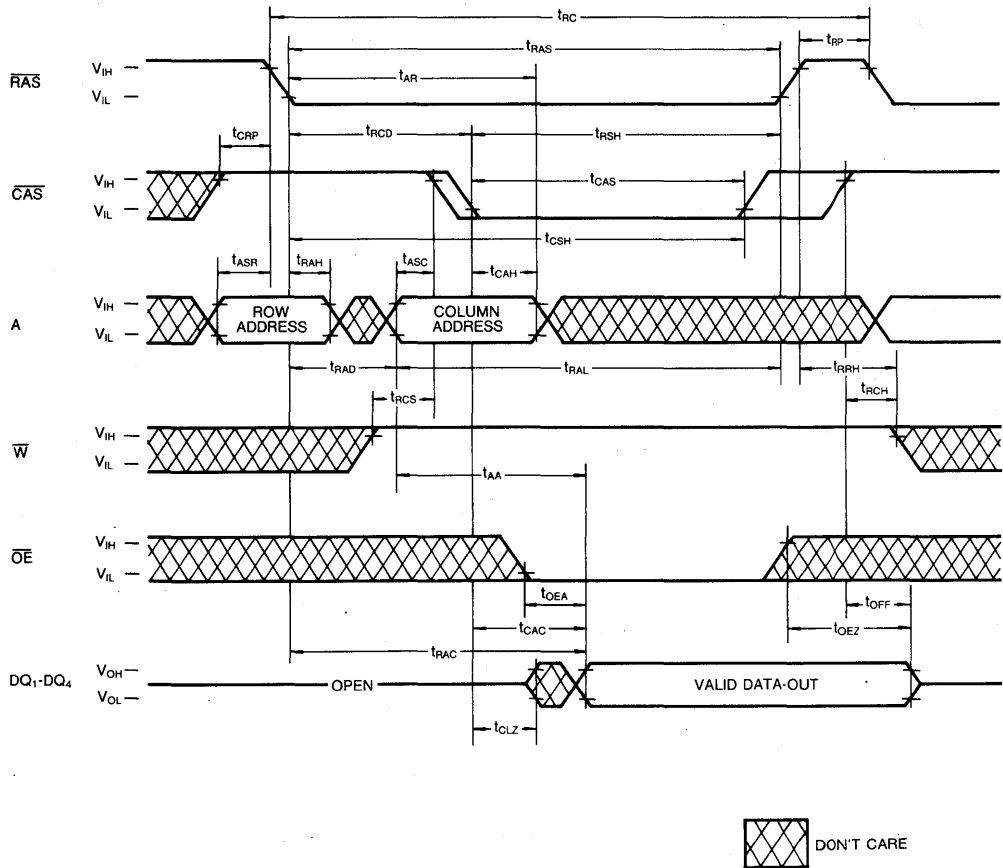 tRC
tRP
tRAS
tAR
RAS VIH VIL
tRCD tRSH
tCRP
CAS VIH VIL
tCAS
tCSH
tASR tRAH tASC tCAH
A VIH VIL
ROW ADDRESS
COLUMN ADDRESS
tRAD tRAL tRRH
tRCS tRCH
W VIH VIL
tAA
OE VIH VIL
tOEA tOFF
tCAC tOEZ
tRAC
DQ1-DQ4 VOH VOL
OPEN VALID DATA-OUT
tCLZ
DON'T CARE